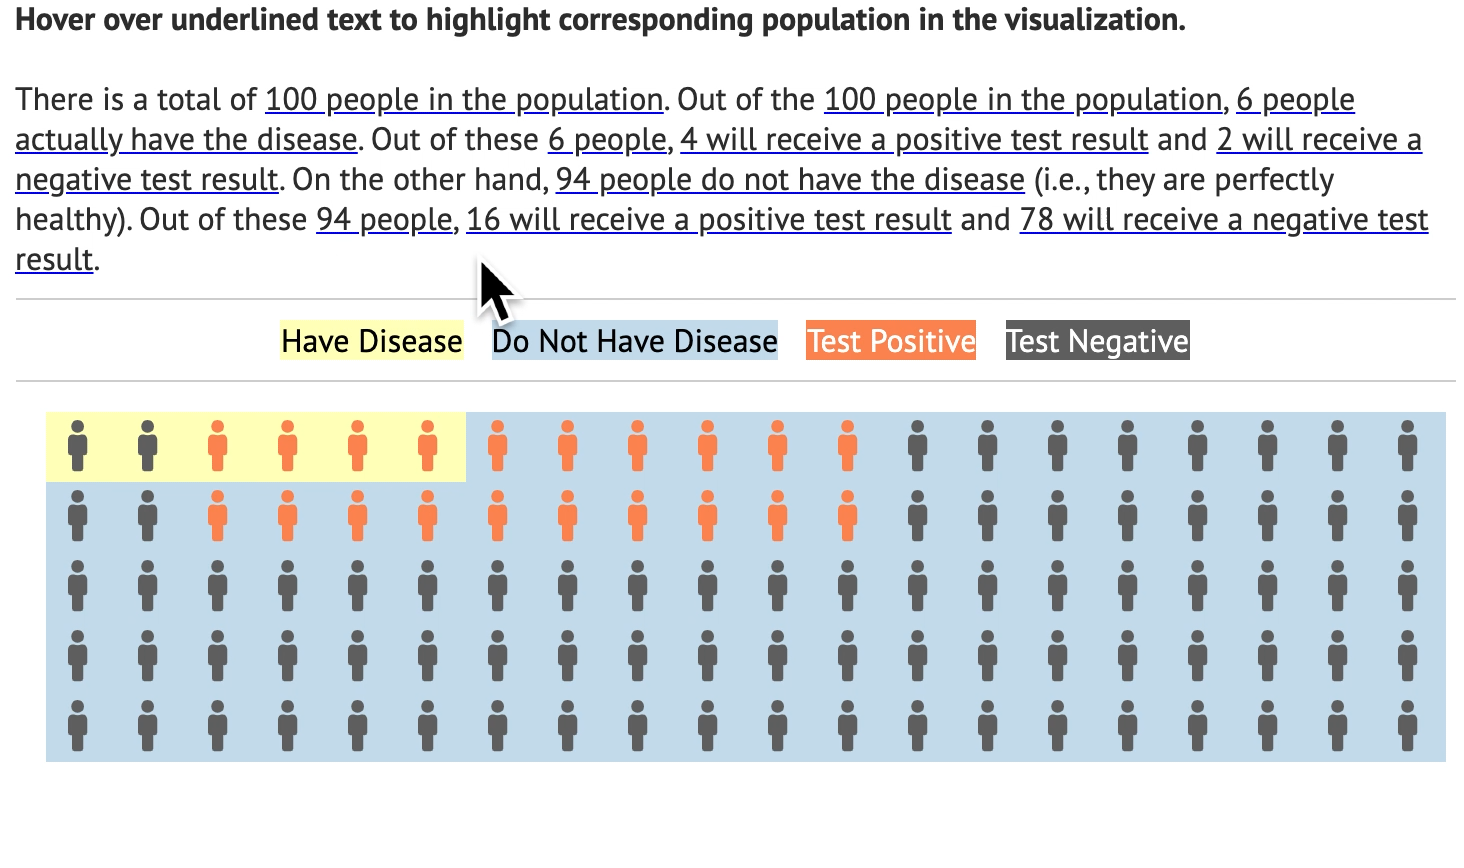 Hover over underlined text to highlight corresponding population in the visualization.
There is a total of 100 people in the population. Out of the 100 people in the population, 6 people
actually have the disease. Out of these 6 people, 4 will receive a positive test result and 2 will receive a
negative test result. On the other hand, 94 people do not have the disease (i.e., they are perfectly
healthy). Out of these 94 people, 16 will receive a positive test result and 78 will receive a negative test
result.
Have Disease Do Not Have Disease Test Positive Test Negative